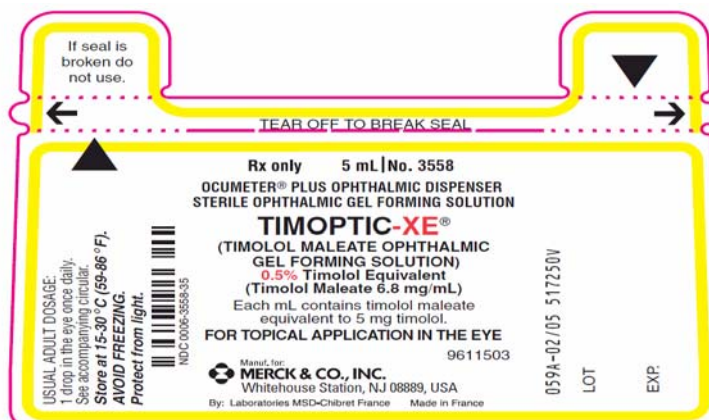 If seal is
broken do
not use.
TEAR OFF TO BREAK SEAL
USUAL ADULT DOSAGE:
1 drop in the eye once daily.
See accompanying circular.
Store at 15-30° C (59-86 °F).
AVOID FREEZING.
Protect from light.
NDC 0006-3558-35
Rx only 5 mL | No. 3558
OCUMETER® PLUS OPHTHALMIC DISPENSER
STERILE OPHTHALMIC GEL FORMING SOLUTION
TIMOPTIC-XE®
(TIMOLOL MALEATE OPHTHALMIC
GEL FORMING SOLUTION)
0.5% Timolol Equivalent
(Timolol Maleate 6.8 mg/mL)
Each mL contains timolol maleate
equivalent to 5 mg timolol.
FOR TOPICAL APPLICATION IN THE EYE
9611503
Manuf. for:
MERCK & CO., INC.
Whitehouse Station, NJ 08889, USA
By: Laboratories MSD-Chibret France Made in France
059A-02/05 517250V
LOT
EXP.